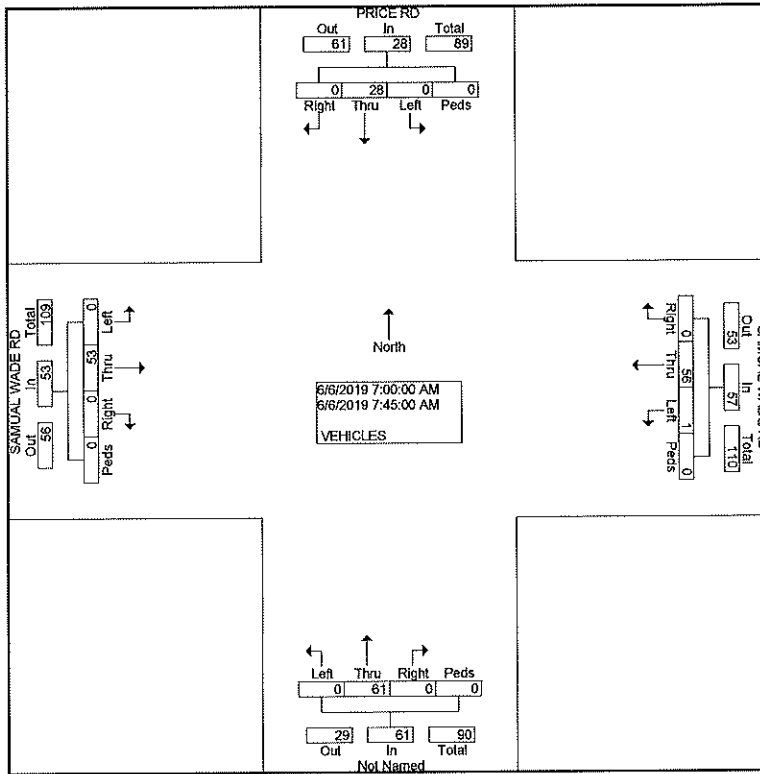 PRICE RD
Out In Total
61 28 89
0 28 0 0
Right Thru Left Peds
SAMUAL WADE RD
Total In Out
109 53 56
0 53 0 0
Left Thru Right Peds
North
6/6/2019 7:00:00 AM
6/6/2019 7:45:00 AM
VEHICLES
Right Thru Left Peds
0 56 1 0
Out In Total
53 57 110
Left Thru Right Peds
0 61 0 0
29 61 90
Out In Total
Not Named